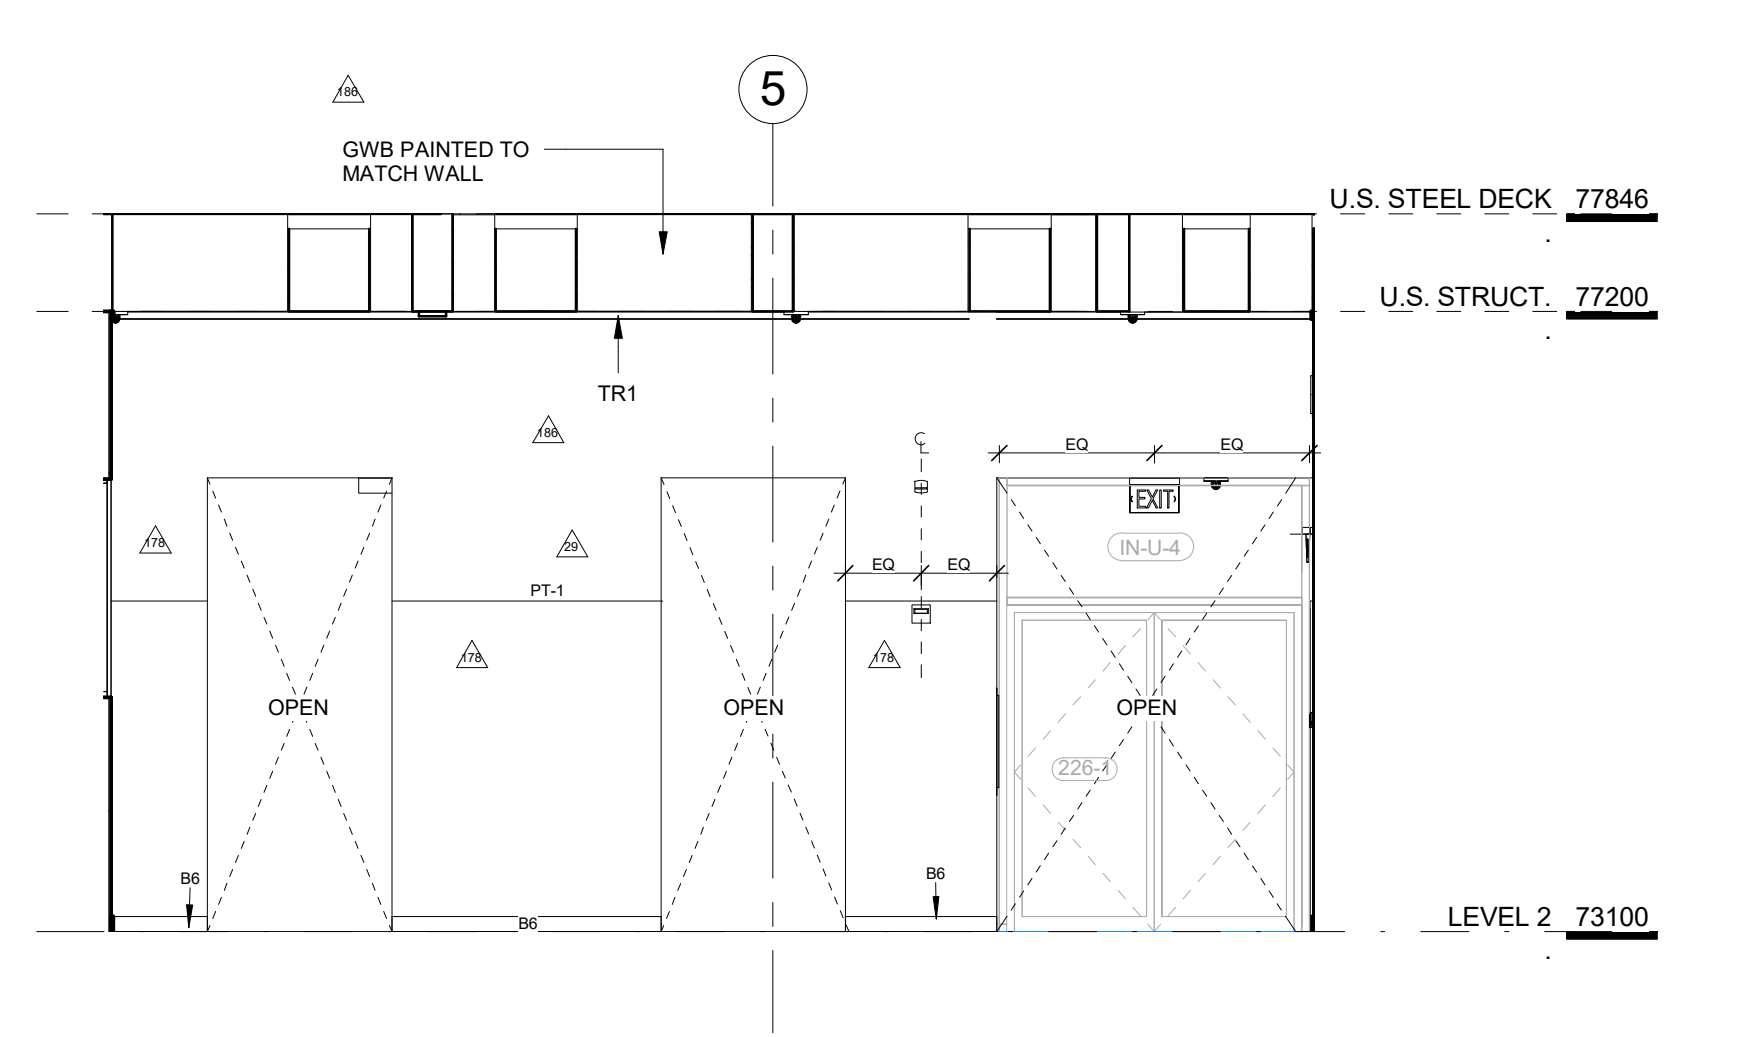 5
186
GWB PAINTED TO
MATCH WALL
U.S. STEEL DECK 77846
U.S. STRUCT. 77200
TR1
186
EQ EQ
CL
EXIT
178
29
IN-U-4
EQ EQ
PT-1
178
178
OPEN
OPEN
OPEN
226-1
B6
B6
B6
LEVEL 2 73100